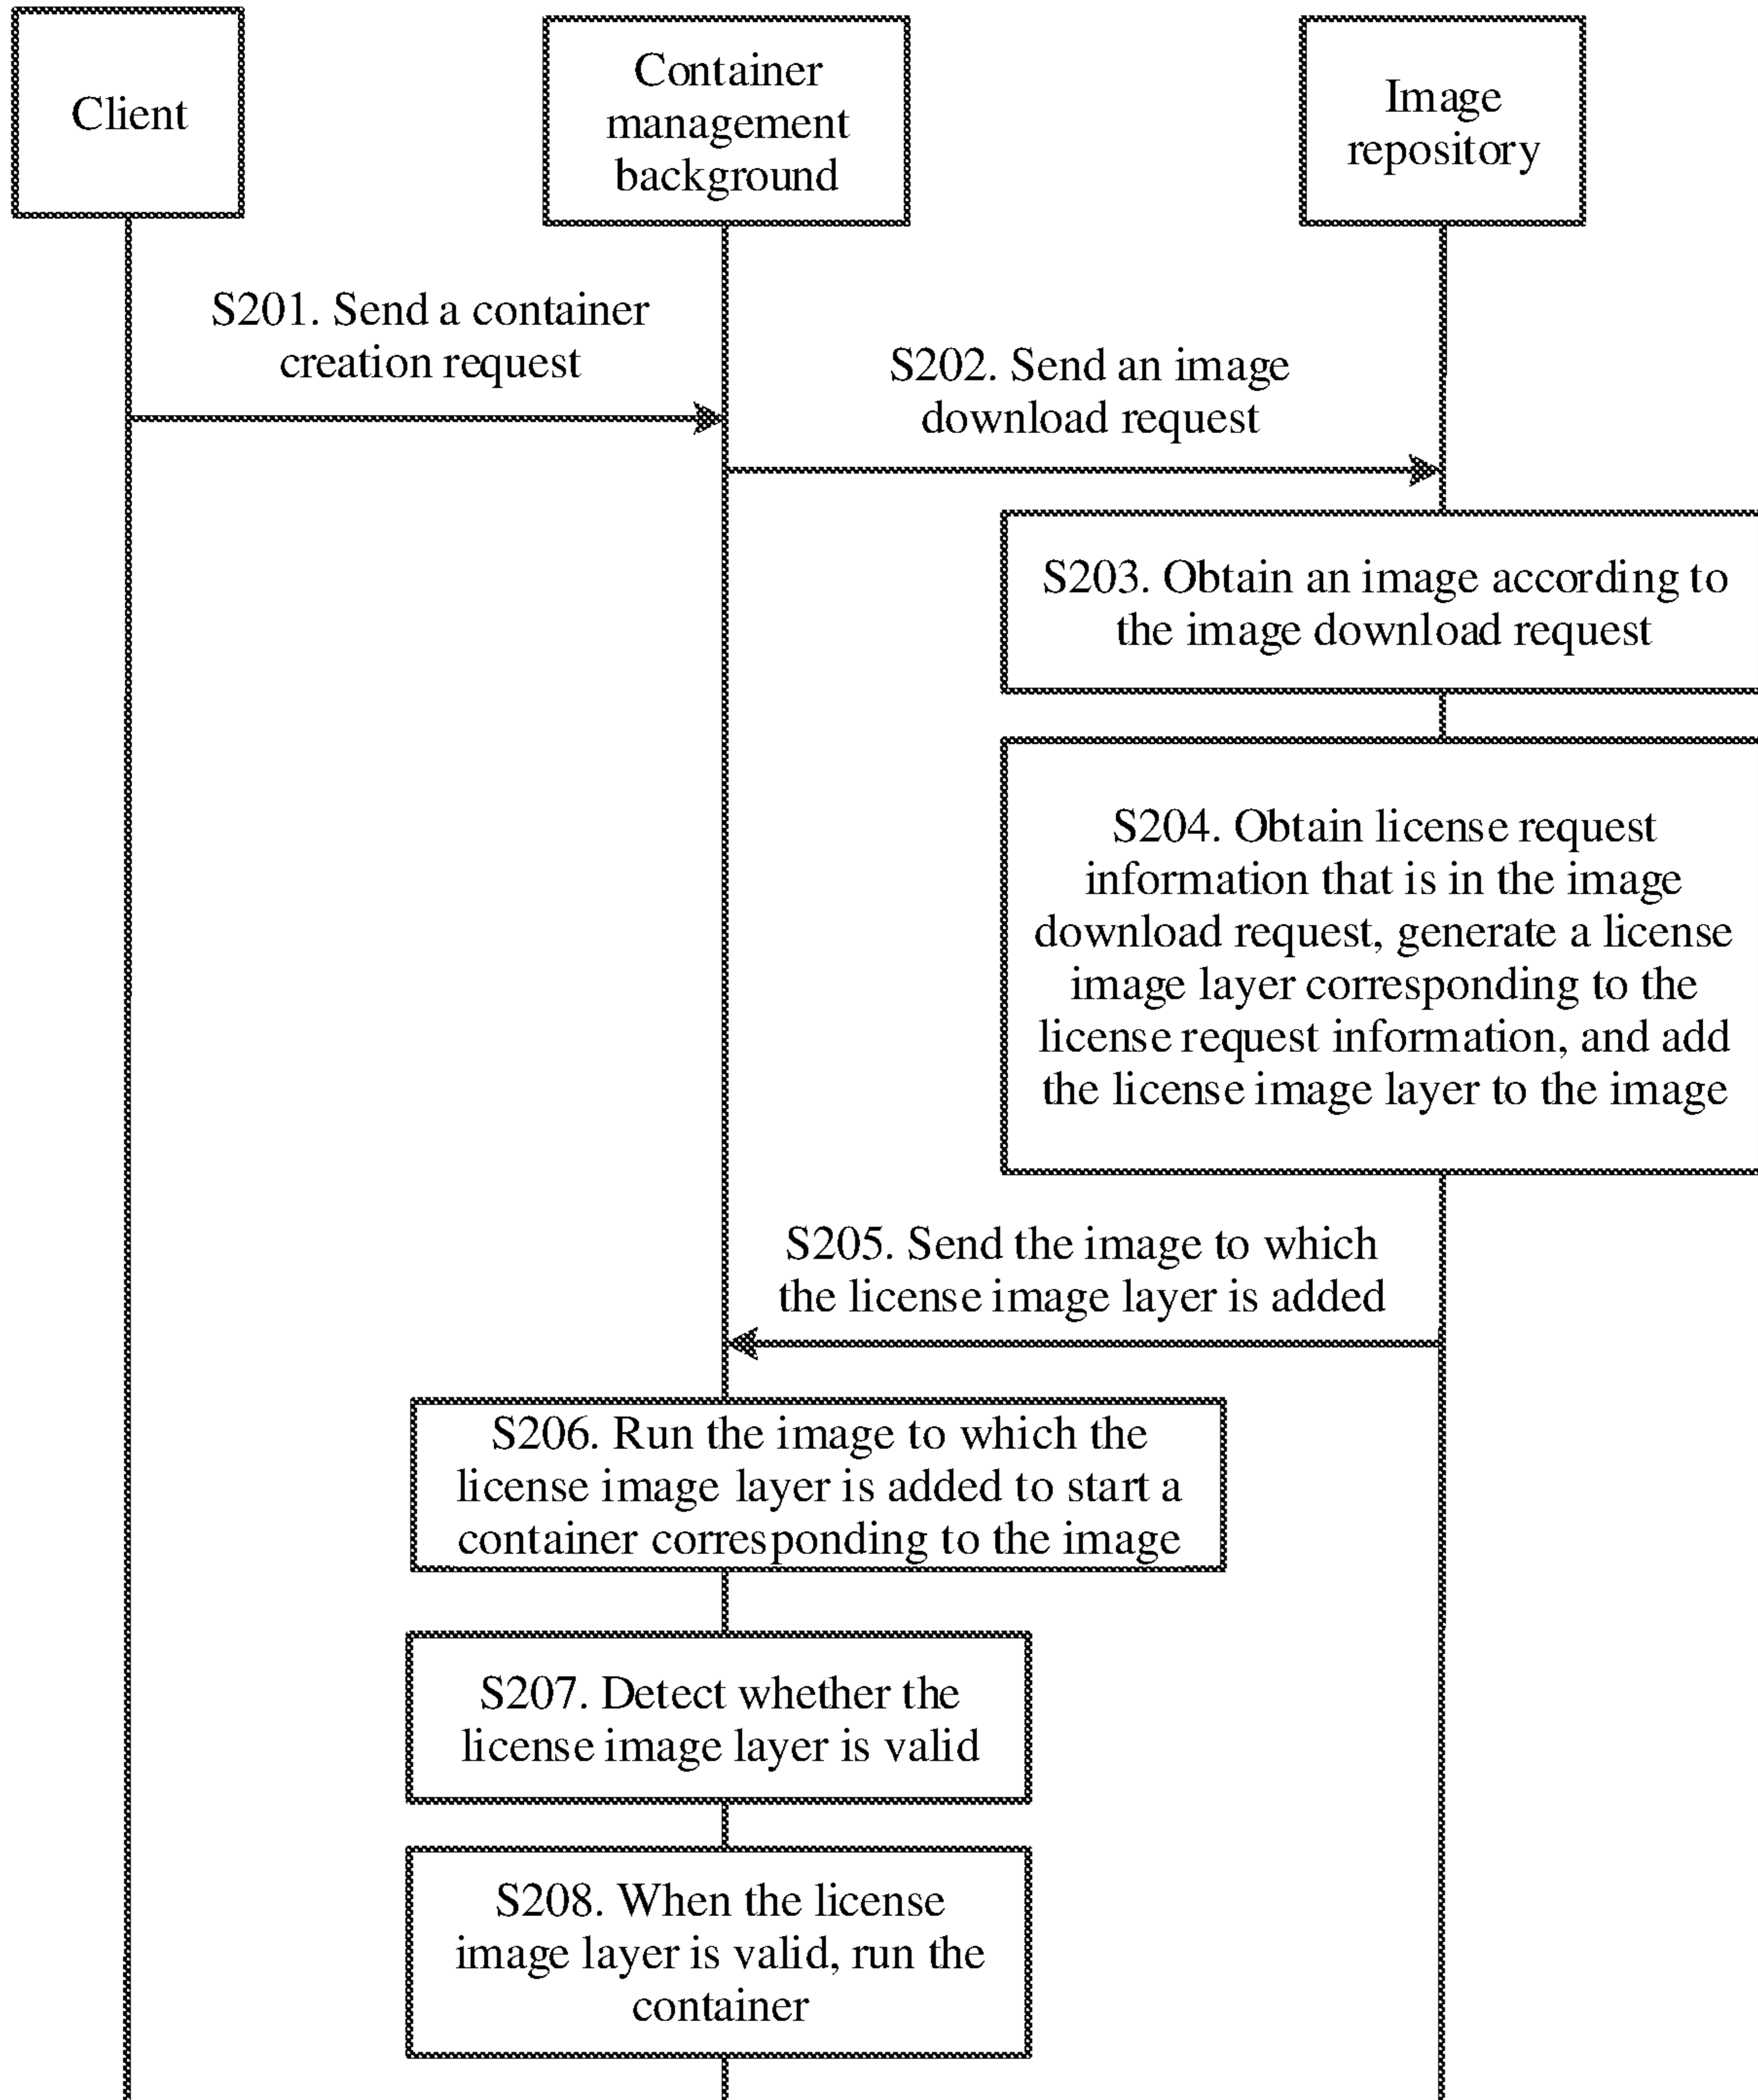 Client
Container
management
background
Image
repository
S201. Send a container
creation request
S202. Send an image
download request
S203. Obtain an image according to
the image download request
S204. Obtain license request
information that is in the image
download request, generate a license
image layer corresponding to the
license request information, and add
the license image layer to the image
S205. Send the image to which
the license image layer is added
S206. Run the image to which the
license image layer is added to start a
container corresponding to the image
S207. Detect whether the
license image layer is valid
S208. When the license
image layer is valid, run the
container